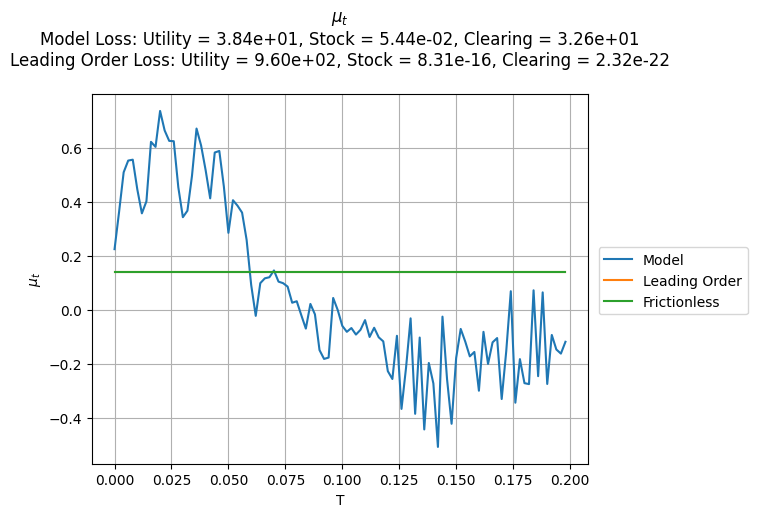 μt
Model Loss: Utility = 3.84e+01, Stock = 5.44e-02, Clearing = 3.26e+01
Leading Order Loss: Utility = 9.60e+02, Stock = 8.31e-16, Clearing = 2.32e-22
0.6
0.4
0.2
0.0
−0.2
−0.4
μt
0.000 0.025 0.050 0.075 0.100 0.125 0.150 0.175 0.200
T
Model
Leading Order
Frictionless